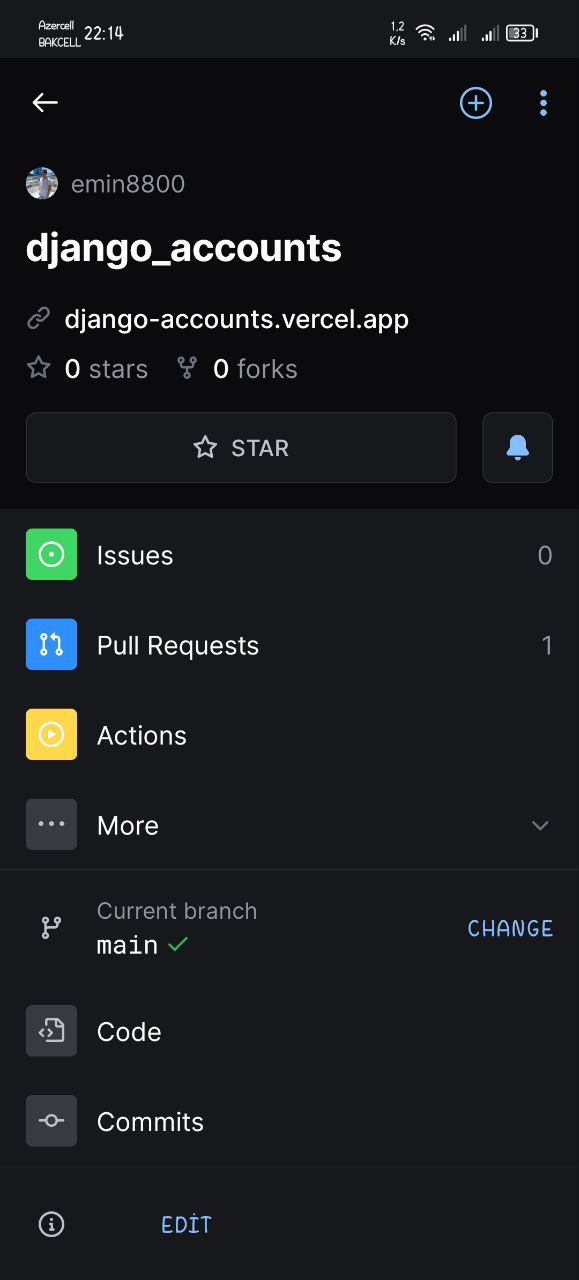 Azercell
BAKCELL 22:14
1,2
K/s
33
emin8800
django_accounts
django-accounts.vercel.app
0 stars 0 forks
STAR
Issues 0
Pull Requests 1
Actions
More
Current branch
main
CHANGE
Code
Commits
EDİT